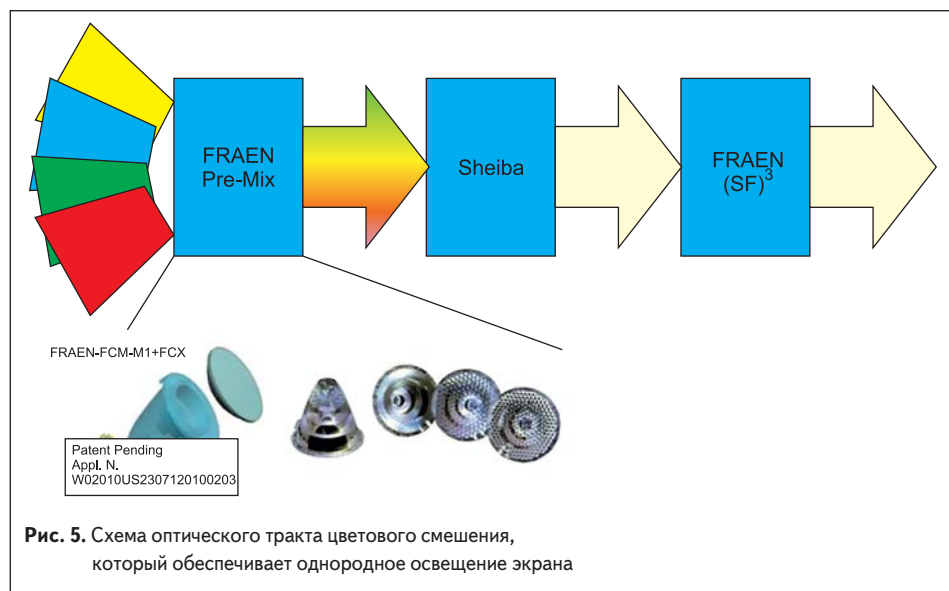 FRAEN
Pre-Mix
Sheiba
FRAEN
(SF)³
FRAEN-FCM-M1+FCX
Patent Pending
Appl. N.
W02010US2307120100203
Рис. 5. Схема оптического тракта цветового смешения,
который обеспечивает однородное освещение экрана